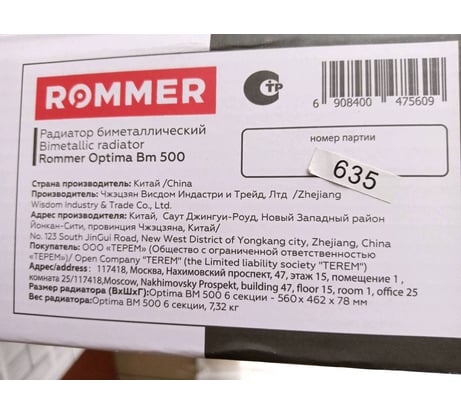 ROMMER
СТР
6 908400 475609
Радиатор биметаллический
Bimetallic radiator
Rommer Optima Bm 500
номер партии
635
Страна производитель: Китай /China
Производитель: Чжэцзян Висдом Индастри и Трейд, Лтд /Zhejiang
Wisdom Industry & Trade Co., Ltd.
Адрес производителя: Китай, Саут Джингуи-Роуд, Новый Западный район
Йонкан-Сити, провинция Чжэцзяна, Китай/
No. 123 South JinGui Road, New West District of Yongkang city, Zhejiang, China
Покупатель: ООО «ТЕРЕМ» (Общество с ограниченной ответственностью
«ТЕРЕМ»)/ Open Company "TEREM" (the Limited liability society "TEREM")
Адрес/address: 117418, Москва, Нахимовский проспект, 47, этаж 15, помещение 1 ,
комната 25/117418,Moscow, Nakhimovsky Prospekt, building 47, floor 15, room 1, office 25
Размер радиатора (ВхШхГ):Optima BM 500 6 секции - 560 x 462 x 78 мм
Вес радиатора:Optima BM 500 6 секции, 7,32 кг